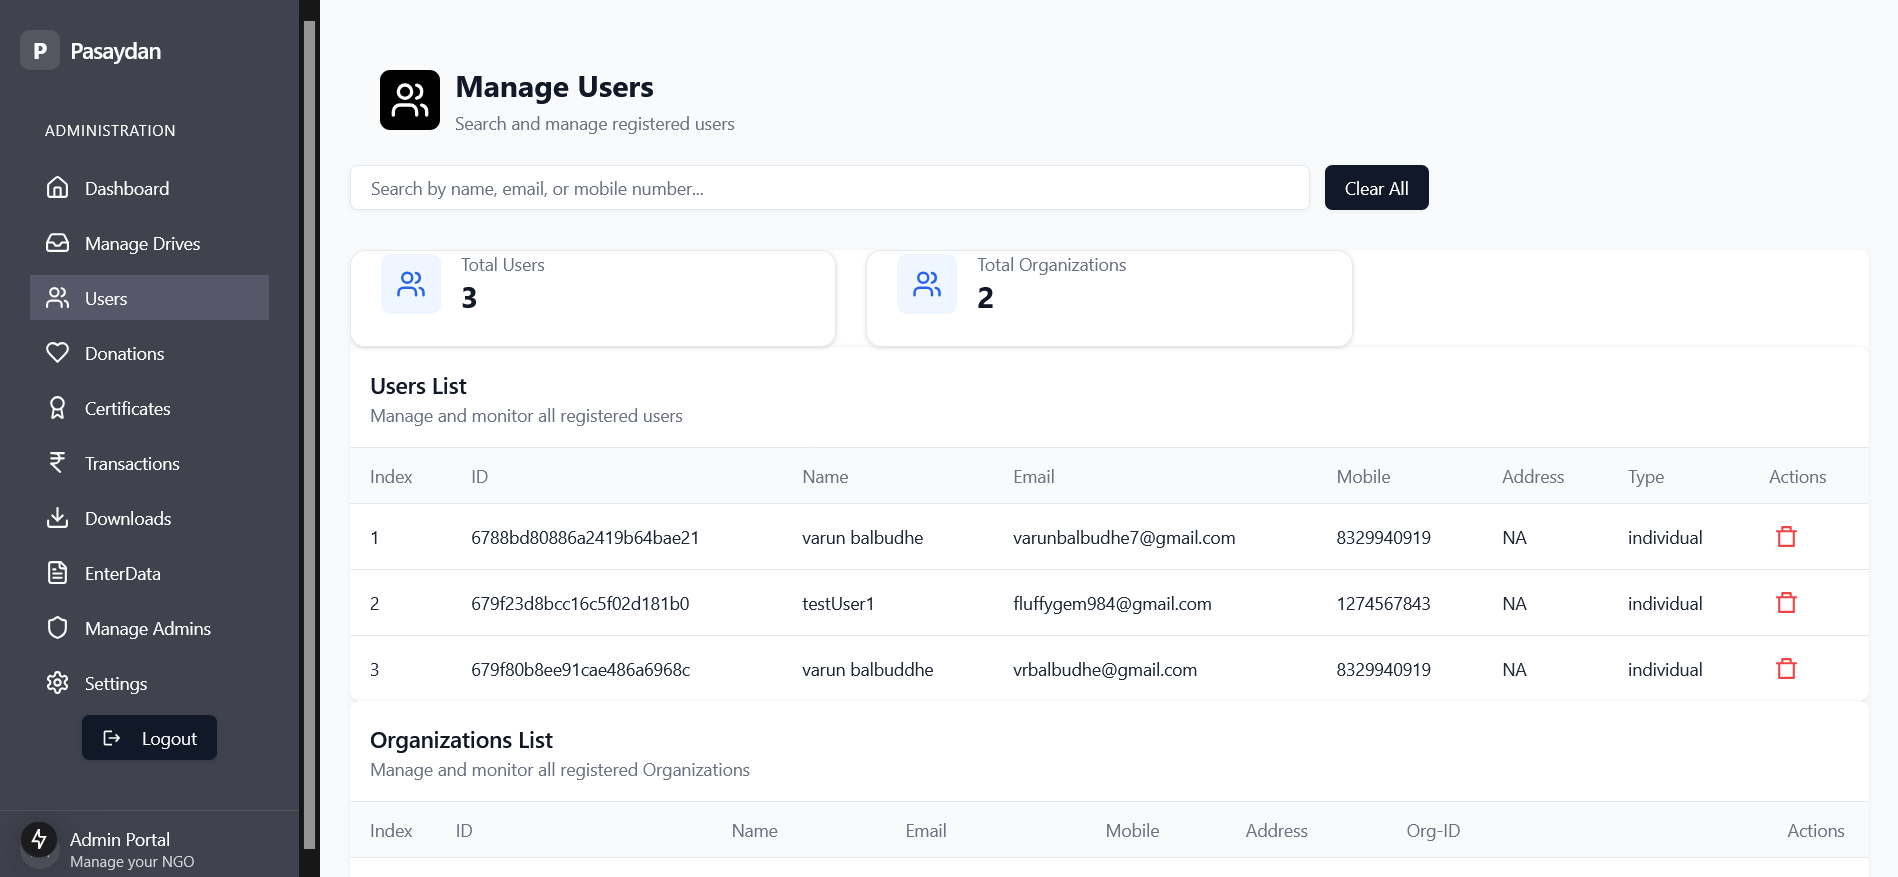 P Pasaydan
ADMINISTRATION
Dashboard
Manage Drives
Users
Donations
Certificates
Transactions
Downloads
EnterData
Manage Admins
Settings
Logout
Admin Portal
Manage your NGO
Manage Users
Search and manage registered users
Search by name, email, or mobile number...
Clear All
Total Users
3
Total Organizations
2
Users List
Manage and monitor all registered users
Index ID Name Email Mobile Address Type Actions
1 6788bd80886a2419b64bae21 varun balbudhe varunbalbudhe7@gmail.com 8329940919 NA individual
2 679f23d8bcc16c5f02d181b0 testUser1 fluffygem984@gmail.com 1274567843 NA individual
3 679f80b8ee91cae486a6968c varun balbuddhe vrbalbudhe@gmail.com 8329940919 NA individual
Organizations List
Manage and monitor all registered Organizations
Index ID Name Email Mobile Address Org-ID Actions